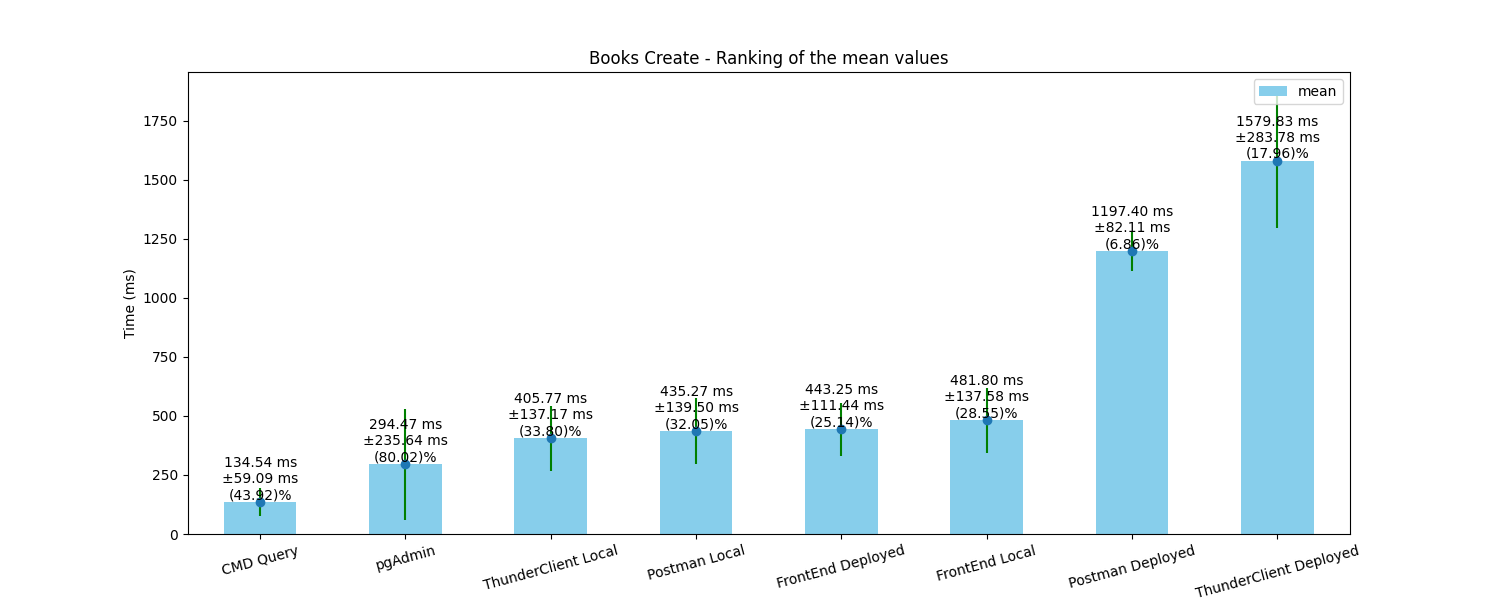 Books Create - Ranking of the mean values
mean
Time (ms)
1750
1500
1250
1000
750
500
250
0
134.54 ms
±59.09 ms
(43.92)%
294.47 ms
±235.64 ms
(80.02)%
405.77 ms
±137.17 ms
(33.80)%
435.27 ms
±139.50 ms
(32.05)%
443.25 ms
±111.44 ms
(25.14)%
481.80 ms
±137.58 ms
(28.55)%
1197.40 ms
±82.11 ms
(6.86)%
1579.83 ms
±283.78 ms
(17.96)%
CMD Query
pgAdmin
ThunderClient Local
Postman Local
FrontEnd Deployed
FrontEnd Local
Postman Deployed
ThunderClient Deployed